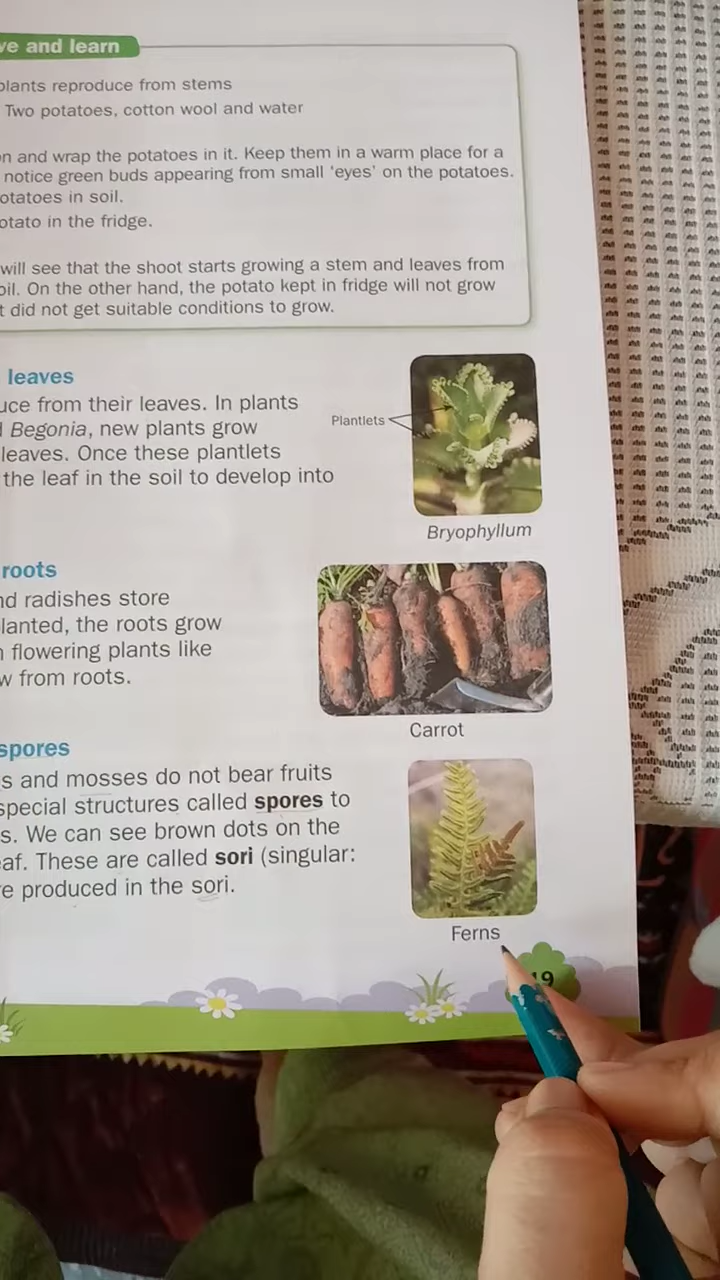 ve and learn
plants reproduce from stems
Two potatoes, cotton wool and water
n and wrap the potatoes in it. Keep them in a warm place for a
notice green buds appearing from small 'eyes' on the potatoes.
otatoes in soil.
otato in the fridge.
will see that the shoot starts growing a stem and leaves from
oil. On the other hand, the potato kept in fridge will not grow
t did not get suitable conditions to grow.
leaves
uce from their leaves. In plants
Begonia, new plants grow
leaves. Once these plantlets
the leaf in the soil to develop into
Plantlets
Bryophyllum
roots
nd radishes store
lanted, the roots grow
n flowering plants like
w from roots.
Carrot
spores
s and mosses do not bear fruits
special structures called spores to
s. We can see brown dots on the
eaf. These are called sori (singular:
e produced in the sori.
Ferns
19